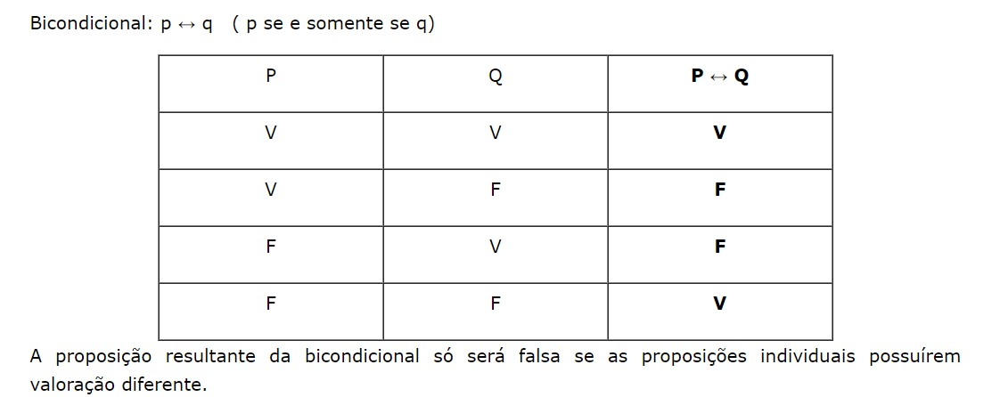 Bicondicional: p ↔ q ( p se e somente se q)
P Q P ↔ Q
V V V
V F F
F V F
F F V
A proposição resultante da bicondicional só será falsa se as proposições individuais possuírem
valoração diferente.